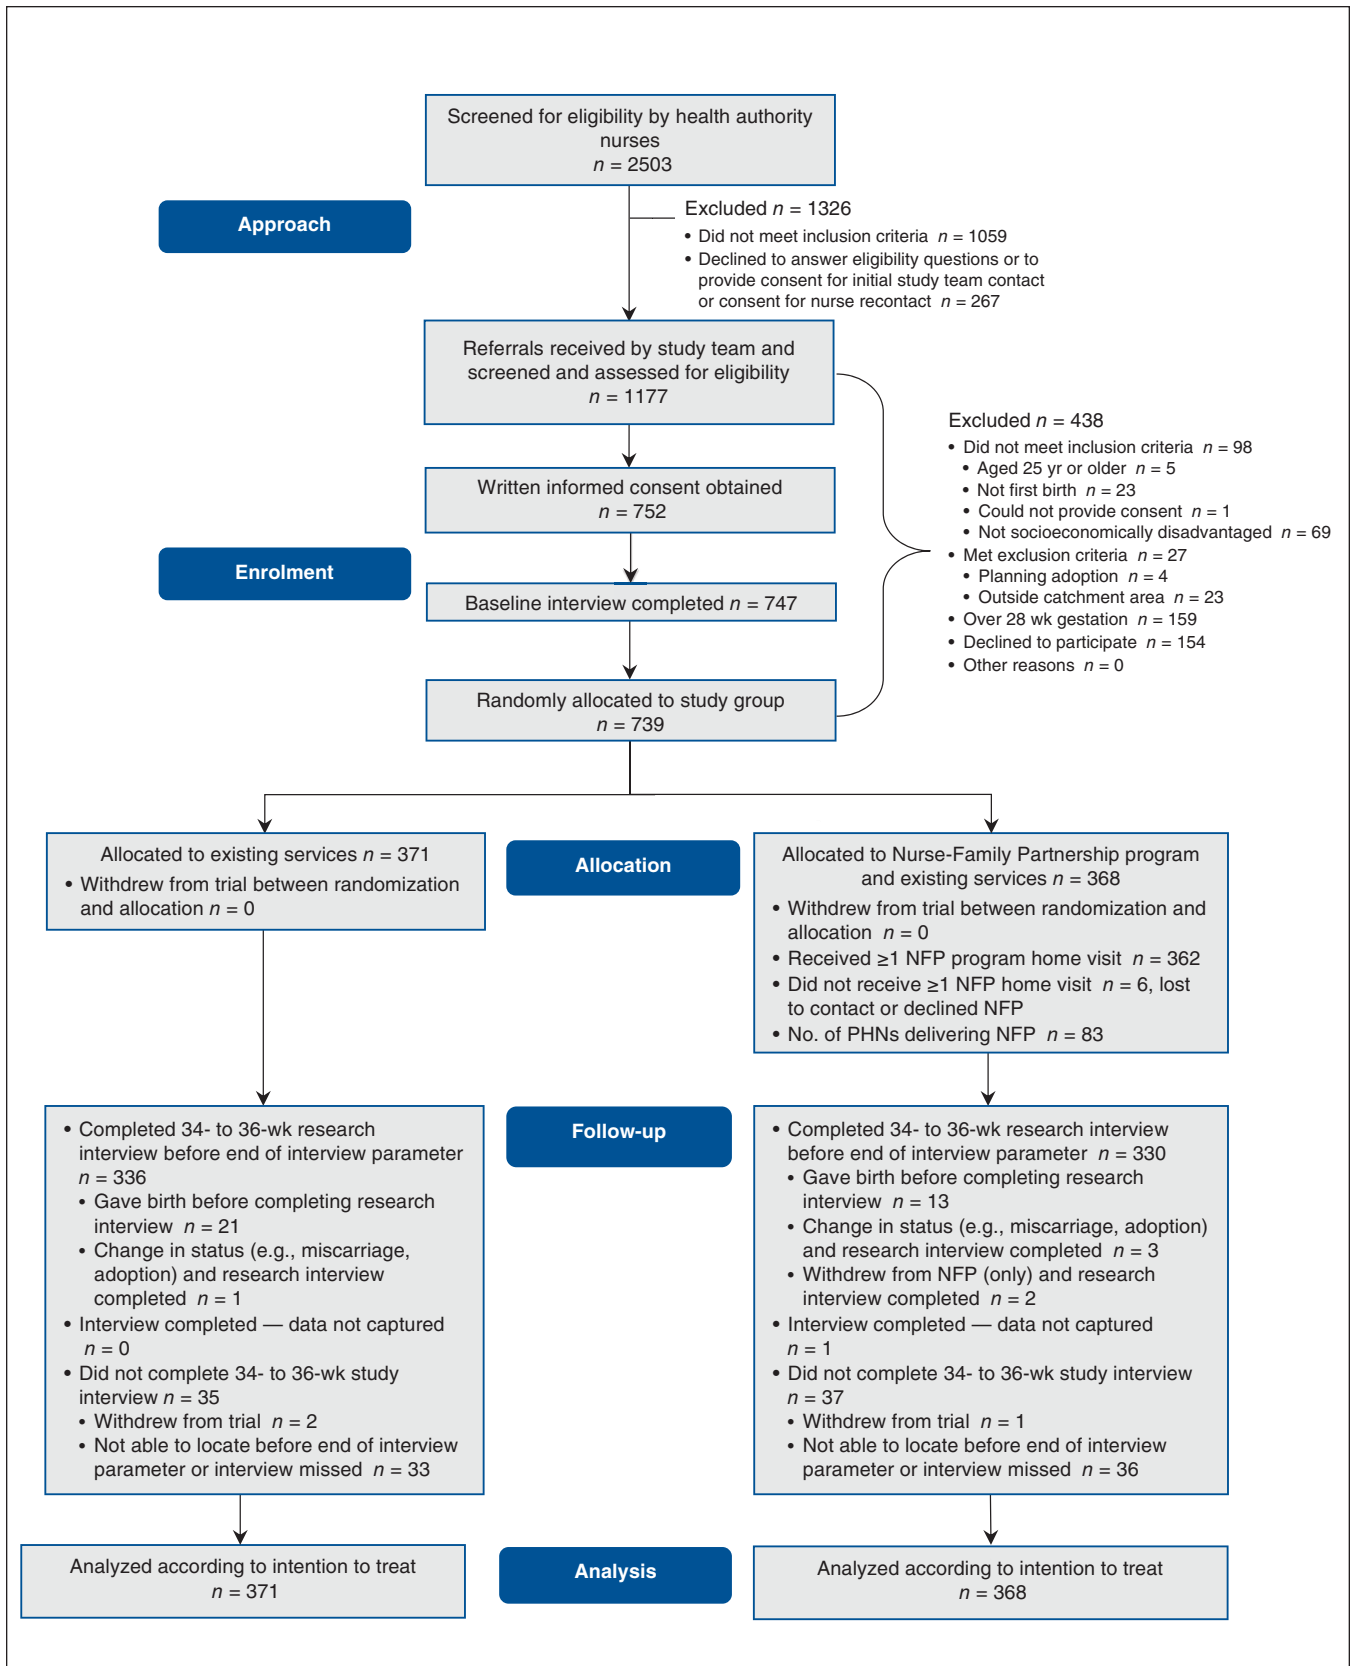 Screened for eligibility by health authority
nurses
n = 2503
Approach
Excluded n = 1326
• Did not meet inclusion criteria n = 1059
• Declined to answer eligibility questions or to
provide consent for initial study team contact
or consent for nurse recontact n = 267
Referrals received by study team and
screened and assessed for eligibility
n = 1177
Excluded n = 438
• Did not meet inclusion criteria n = 98
• Aged 25 yr or older n = 5
• Not first birth n = 23
• Could not provide consent n = 1
• Not socioeconomically disadvantaged n = 69
• Met exclusion criteria n = 27
• Planning adoption n = 4
• Outside catchment area n = 23
• Over 28 wk gestation n = 159
• Declined to participate n = 154
• Other reasons n = 0
Written informed consent obtained
n = 752
Enrolment
Baseline interview completed n = 747
Randomly allocated to study group
n = 739
Allocated to existing services n = 371
• Withdrew from trial between randomization
and allocation n = 0
Allocation
Allocated to Nurse-Family Partnership program
and existing services n = 368
• Withdrew from trial between randomization and
allocation n = 0
• Received ≥1 NFP program home visit n = 362
• Did not receive ≥1 NFP home visit n = 6, lost
to contact or declined NFP
• No. of PHNs delivering NFP n = 83
• Completed 34- to 36-wk research
interview before end of interview parameter
n = 336
• Gave birth before completing research
interview n = 21
• Change in status (e.g., miscarriage,
adoption) and research interview
completed n = 1
• Interview completed — data not captured
n = 0
• Did not complete 34- to 36-wk study
interview n = 35
• Withdrew from trial n = 2
• Not able to locate before end of interview
parameter or interview missed n = 33
Follow-up
• Completed 34- to 36-wk research interview
before end of interview parameter n = 330
• Gave birth before completing research
interview n = 13
• Change in status (e.g., miscarriage, adoption)
and research interview completed n = 3
• Withdrew from NFP (only) and research
interview completed n = 2
• Interview completed — data not captured
n = 1
• Did not complete 34- to 36-wk study interview
n = 37
• Withdrew from trial n = 1
• Not able to locate before end of interview
parameter or interview missed n = 36
Analyzed according to intention to treat
n = 371
Analysis
Analyzed according to intention to treat
n = 368